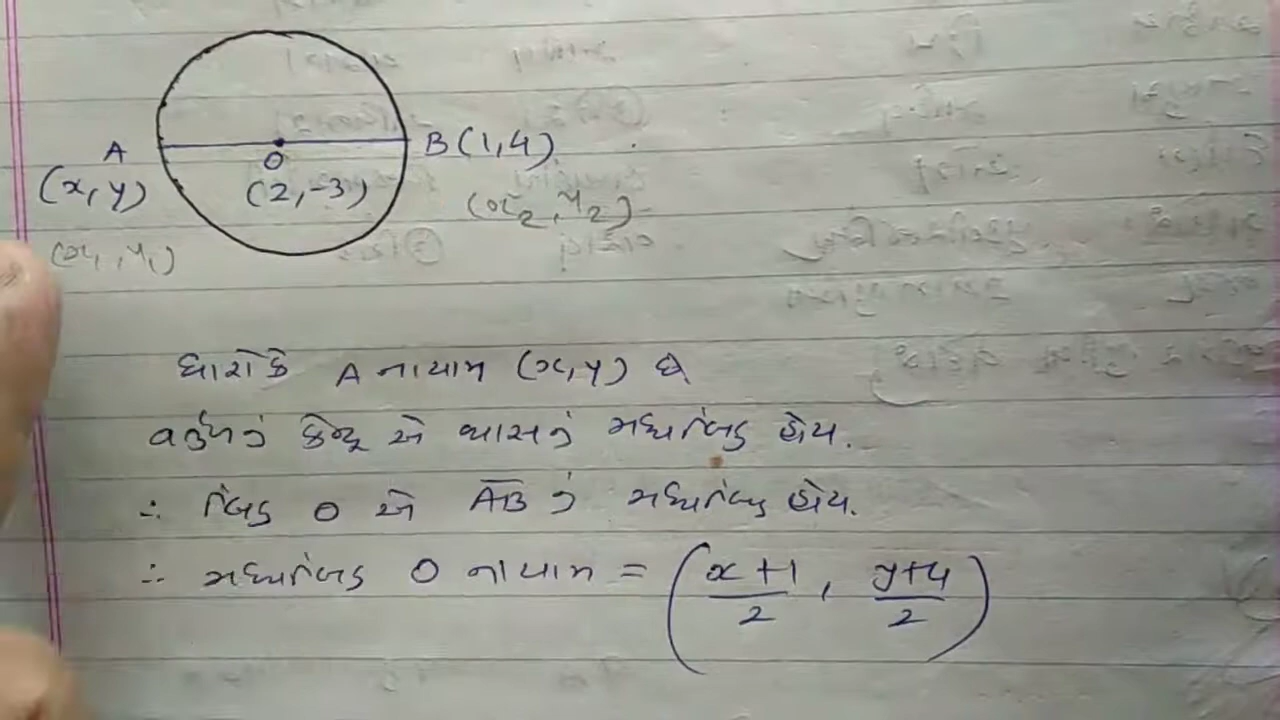 A
B(1,4)
O
(x, y)
(2,-3)
(x₂, y₂)
(x₁, y₁)
ધારોકે A નાયામ (x,y) છે
વર્તુળનું કેન્દ્ર એ વ્યાસનું મધ્યબિંદુ હોય.
∴ બિંદુ O એ A̅B̅ નું મધ્યબિંદુ હોય.
∴ મધ્યબિંદુ O નાયામ = ( x+1 / 2 , y+4 / 2 )